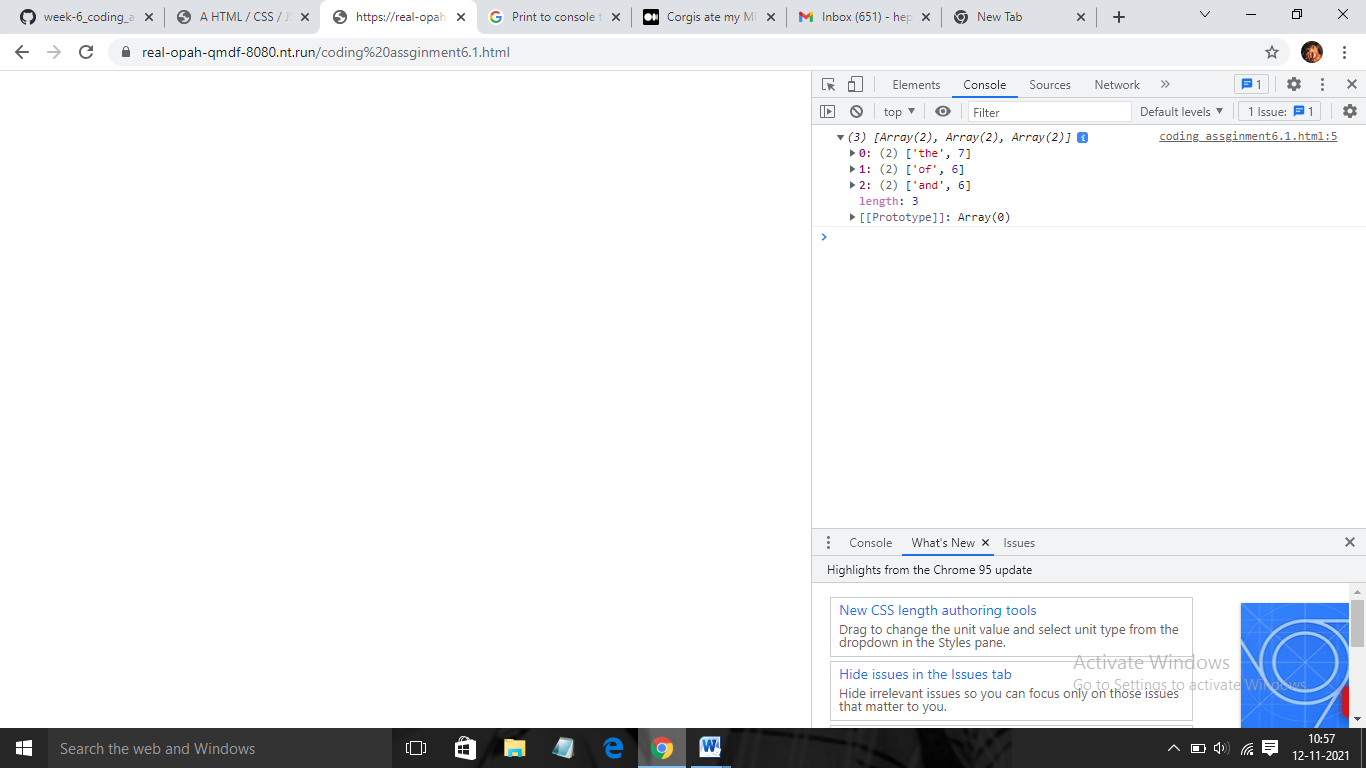 week-6_coding_a
A HTML / CSS / JS
https://real-opah
Print to console t
Corgis ate my M
Inbox (651) - hep
New Tab
real-opah-qmdf-8080.nt.run/coding%20assginment6.1.html
Elements Console Sources Network » 1
top ▼ Filter Default levels ▼ 1 Issue: 1
(3) [Array(2), Array(2), Array(2)] i coding assginment6.1.html:5
0: (2) ['the', 7]
1: (2) ['of', 6]
2: (2) ['and', 6]
length: 3
[[Prototype]]: Array(0)
Console What's New Issues
Highlights from the Chrome 95 update
New CSS length authoring tools
Drag to change the unit value and select unit type from the
dropdown in the Styles pane.
Hide issues in the Issues tab
Hide irrelevant issues so you can focus only on those issues
that matter to you.
Activate Windows
Go to Settings to activate Windows.
Search the web and Windows
10:57
12-11-2021